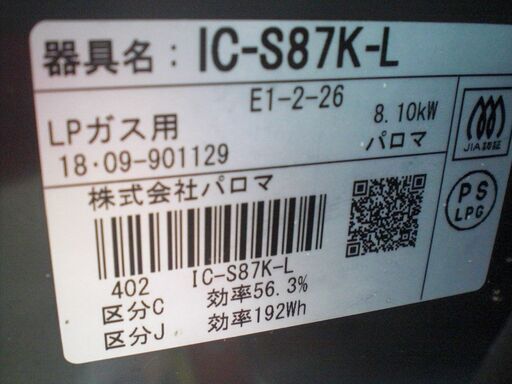 器具名：IC-S87K-L
E1-2-26
LPガス用 8.10kW
18・09-901129 パロマ
JIA認証
株式会社パロマ
PS
LPG
402 IC-S87K-L
区分C 効率56.3%
区分J 効率192Wh